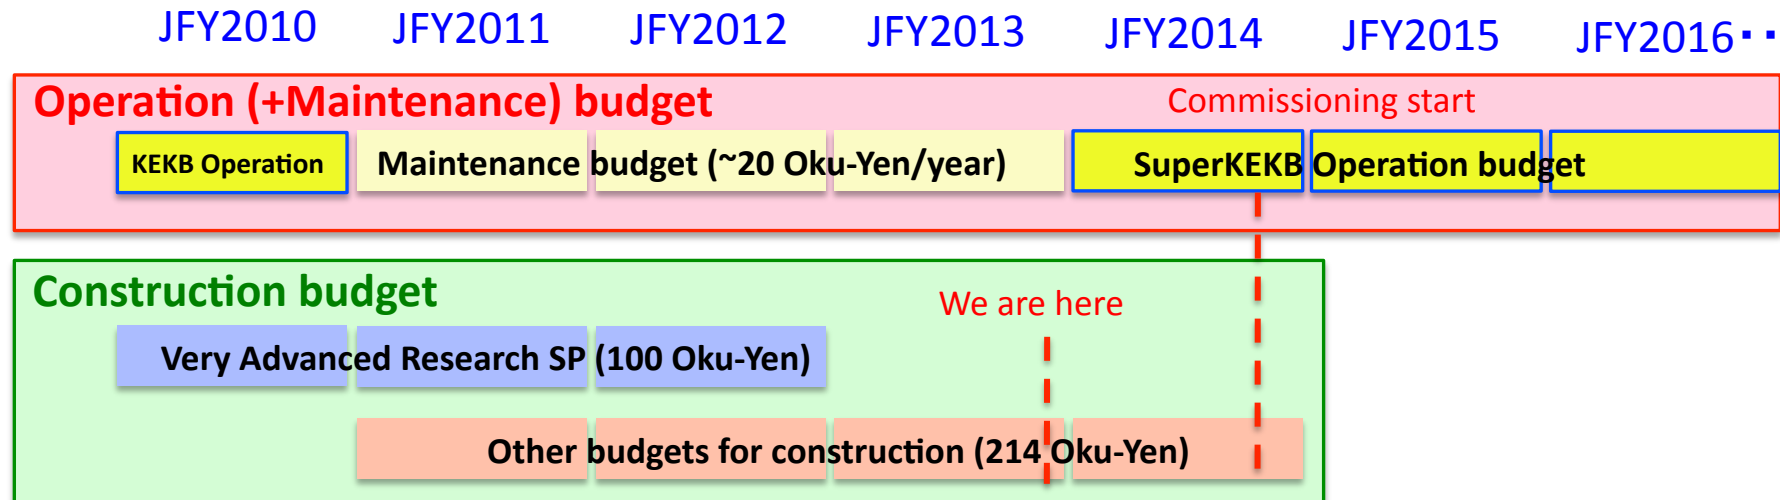 JFY2010 JFY2011 JFY2012 JFY2013 JFY2014 JFY2015 JFY2016 ・・
Operation (+Maintenance) budget
Commissioning start
KEKB Operation
Maintenance budget (~20 Oku-Yen/year)
SuperKEKB Operation budget
Construction budget
We are here
Very Advanced Research SP (100 Oku-Yen)
Other budgets for construction (214 Oku-Yen)